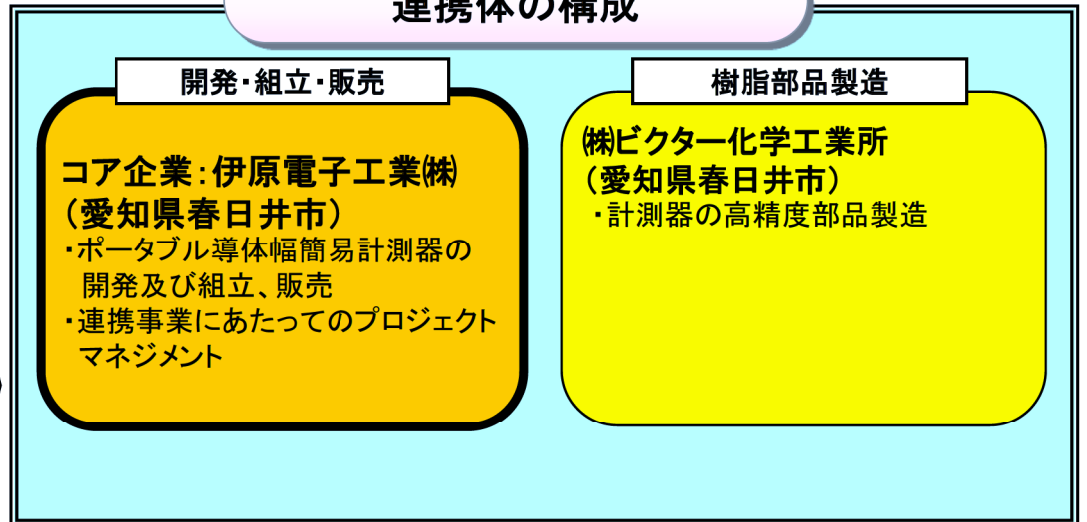 連携体の構成
開発・組立・販売
コア企業：伊原電子工業㈱
（愛知県春日井市）
・ポータブル導体幅簡易計測器の
開発及び組立、販売
・連携事業にあたってのプロジェクト
マネジメント
樹脂部品製造
㈱ビクター化学工業所
（愛知県春日井市）
・計測器の高精度部品製造